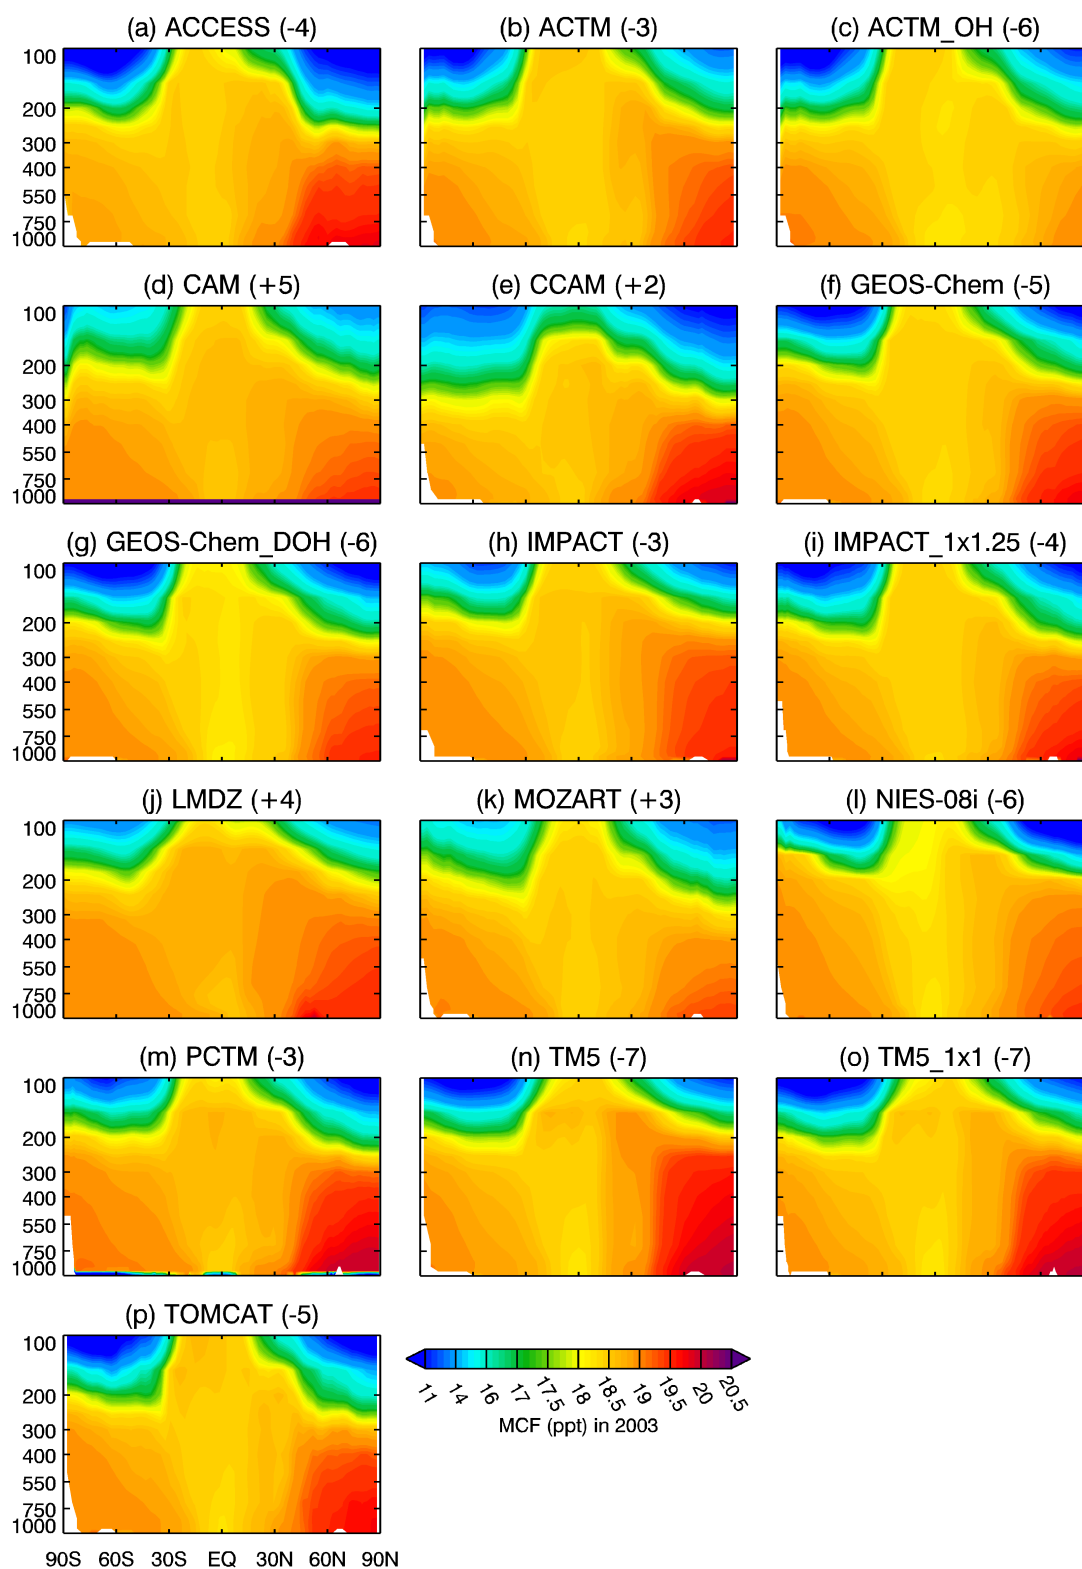 (a) ACCESS (-4)
(b) ACTM (-3)
(c) ACTM_OH (-6)
100
200
300
400
550
750
1000
(d) CAM (+5)
(e) CCAM (+2)
(f) GEOS-Chem (-5)
100
200
300
400
550
750
1000
(g) GEOS-Chem_DOH (-6)
(h) IMPACT (-3)
(i) IMPACT_1x1.25 (-4)
100
200
300
400
550
750
1000
(j) LMDZ (+4)
(k) MOZART (+3)
(l) NIES-08i (-6)
100
200
300
400
550
750
1000
(m) PCTM (-3)
(n) TM5 (-7)
(o) TM5_1x1 (-7)
100
200
300
400
550
750
1000
(p) TOMCAT (-5)
100
200
300
400
550
750
1000
90S 60S 30S EQ 30N 60N 90N
11 14 16 17 17.5 18 18.5 19 19.5 20 20.5
MCF (ppt) in 2003